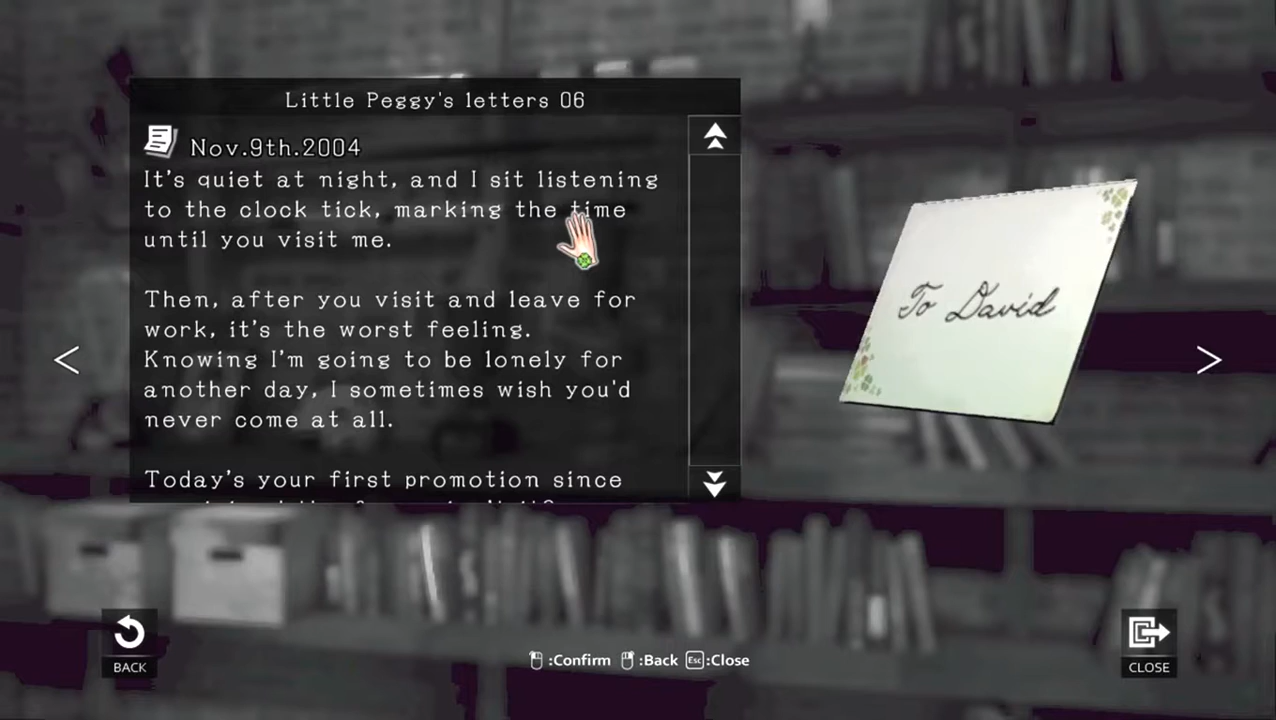 Little Peggy's letters 06
Nov.9th.2004
It's quiet at night, and I sit listening
to the clock tick, marking the time
until you visit me.
Then, after you visit and leave for
work, it's the worst feeling.
Knowing I'm going to be lonely for
another day, I sometimes wish you'd
never come at all.
Today's your first promotion since
To David
BACK
:Confirm :Back Esc :Close
CLOSE